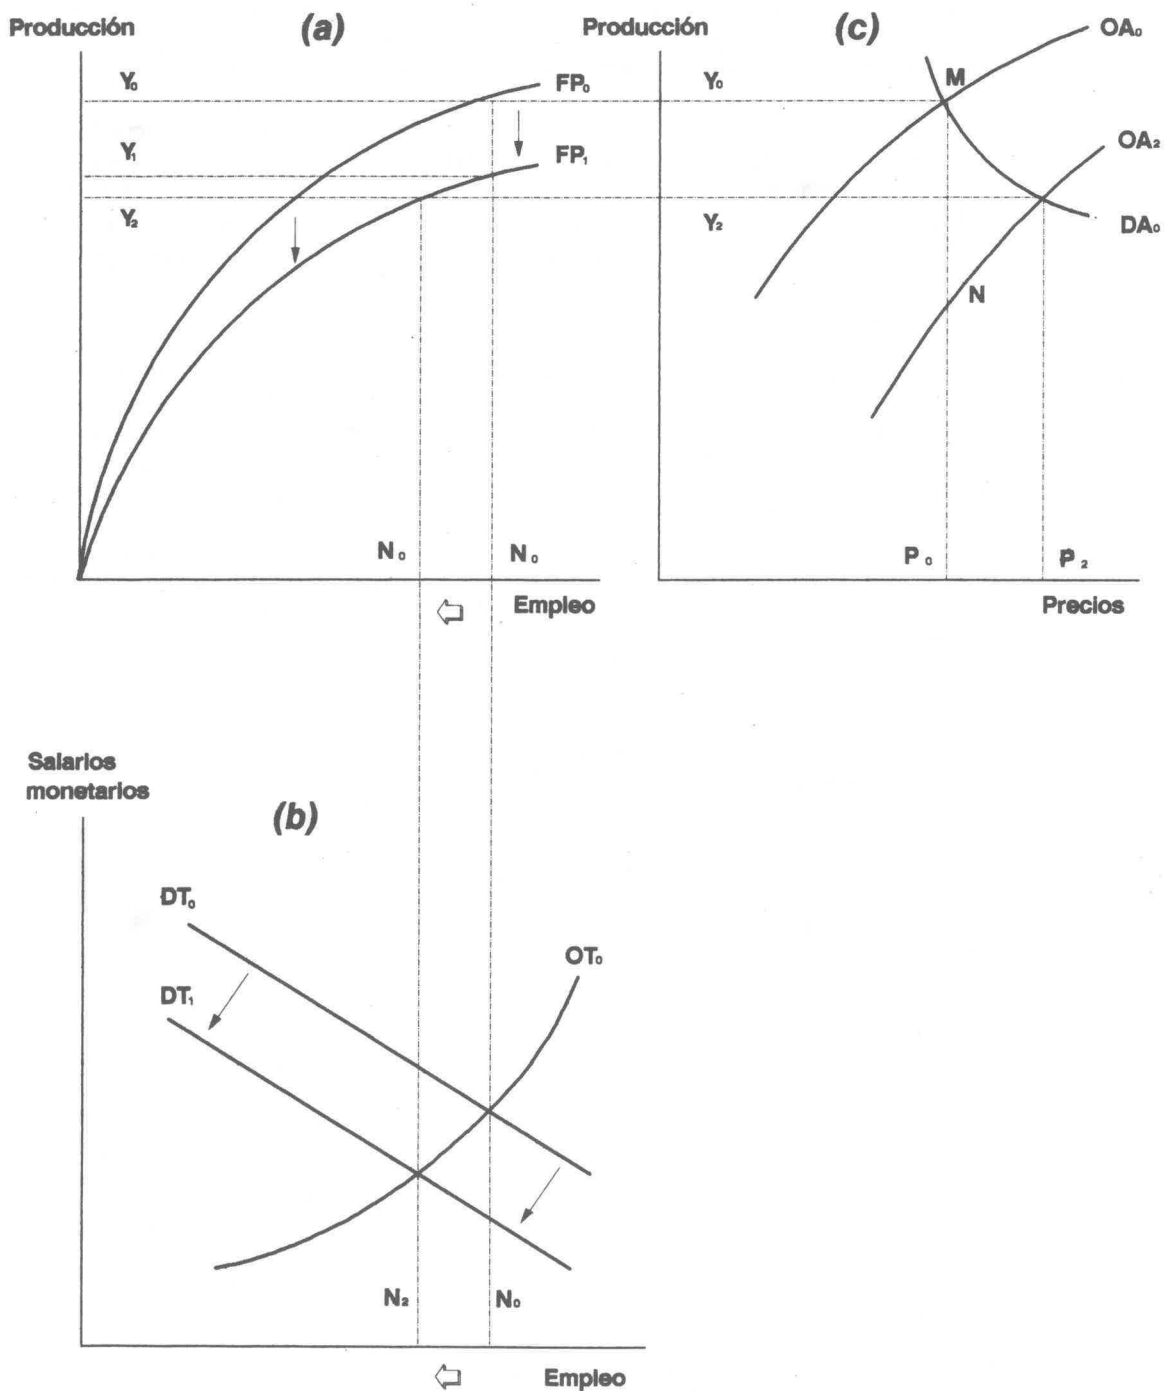 Producción
(a)
Y₀
FP₀
Y₁
FP₁
Y₂
N₀
N₀
Empleo
Producción
(c)
OA₀
Y₀
M
OA₂
Y₂
DA₀
N
P₀
P₂
Precios
Salarios
monetarios
(b)
DT₀
OT₀
DT₁
N₂
N₀
Empleo